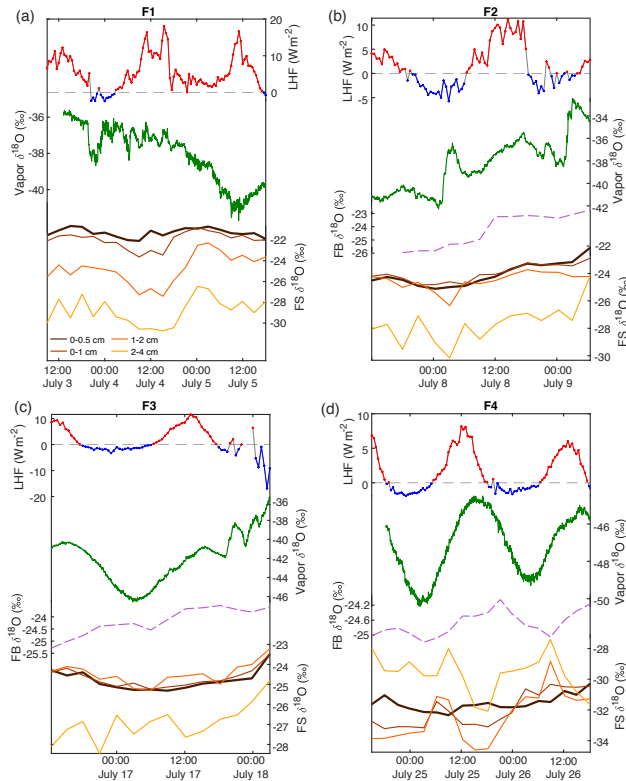 (a)
F1
20
10
0
LHF (W m-2)
-36
-38
-40
Vapor δ18O (‰)
-22
-24
-26
-28
-30
FS δ18O (‰)
0-0.5 cm
1-2 cm
0-1 cm
2-4 cm
12:00 00:00 12:00 00:00 12:00
July 3 July 4 July 4 July 5 July 5
(b)
F2
10
5
0
-5
LHF (W m-2)
-34
-36
-38
-40
-42
Vapor δ18O (‰)
-23
-24
-25
-26
FB δ18O (‰)
-22
-24
-26
-28
-30
FS δ18O (‰)
00:00 12:00 00:00
July 8 July 8 July 9
(c)
F3
10
0
-10
-20
LHF (W m-2)
-36
-38
-40
-42
-44
-46
Vapor δ18O (‰)
-24
-24.5
-25
-25.5
FB δ18O (‰)
-23
-24
-25
-26
-27
-28
FS δ18O (‰)
00:00 12:00 00:00
July 17 July 17 July 18
(d)
F4
10
5
0
LHF (W m-2)
-46
-48
-50
Vapor δ18O (‰)
-24.2
-24.6
-25
FB δ18O (‰)
-28
-30
-32
-34
FS δ18O (‰)
00:00 12:00 00:00 12:00
July 25 July 25 July 26 July 26